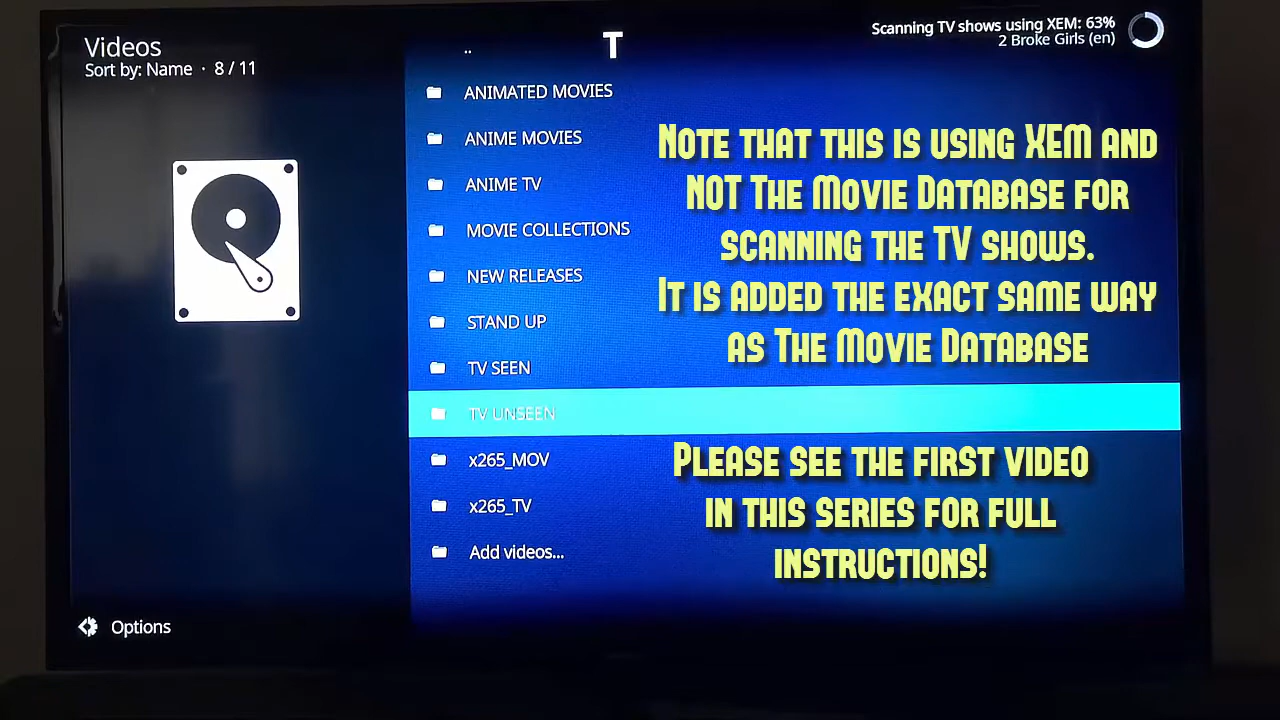 Videos
Sort by: Name · 8 / 11
..
T
Scanning TV shows using XEM: 63%
2 Broke Girls (en)
ANIMATED MOVIES
ANIME MOVIES
ANIME TV
MOVIE COLLECTIONS
NEW RELEASES
STAND UP
TV SEEN
TV UNSEEN
x265_MOV
x265_TV
Add videos...
Note that this is using XEM and
NOT The Movie Database for
scanning the TV shows.
It is added the exact same way
as The Movie Database
Please see the first video
in this series for full
instructions!
Options